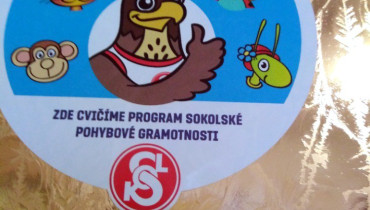 ZDE CVIČÍME PROGRAM SOKOLSKÉ
POHYBOVÉ GRAMOTNOSTI